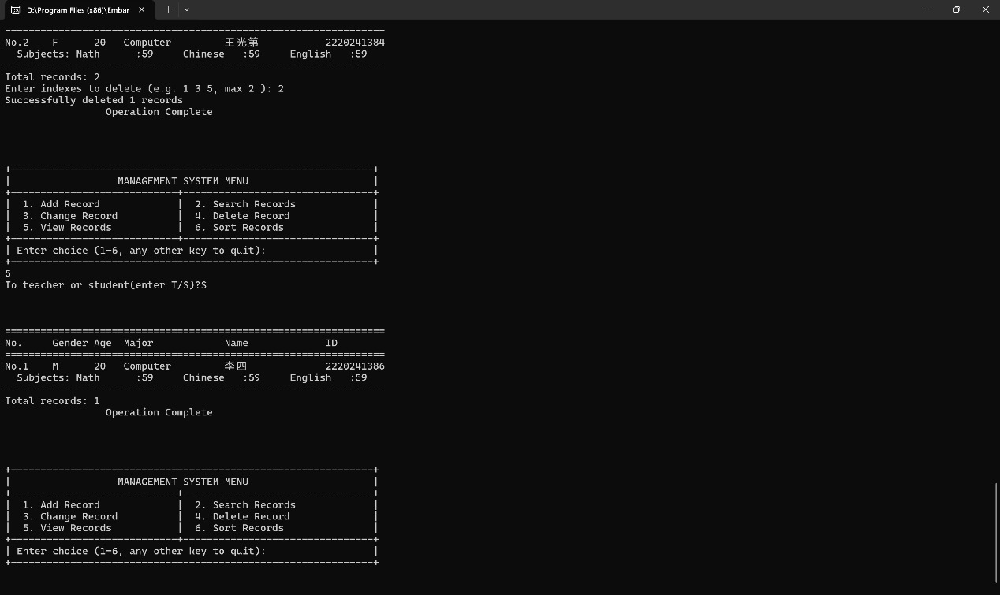 D:\Program Files (x86)\Embar
--------------------------------------------------------------
No.2    F      20   Computer         王光第           2220241384
  Subjects: Math      :59     Chinese   :59     English   :59
--------------------------------------------------------------
Total records: 2
Enter indexes to delete (e.g. 1 3 5, max 2 ): 2
Successfully deleted 1 records
                 Operation Complete
+-------------------------------------------------------------+
|                  MANAGEMENT SYSTEM MENU                     |
+----------------------------+--------------------------------+
|  1. Add Record             |  2. Search Records             |
|  3. Change Record          |  4. Delete Record              |
|  5. View Records           |  6. Sort Records               |
+----------------------------+--------------------------------+
| Enter choice (1-6, any other key to quit):                  |
+-------------------------------------------------------------+
5
To teacher or student(enter T/S)?S
================================================================
No.     Gender Age  Major            Name             ID
================================================================
No.1    M      20   Computer         李四             2220241386
  Subjects: Math      :59     Chinese   :59     English   :59
----------------------------------------------------------------
Total records: 1
                 Operation Complete
+-------------------------------------------------------------+
|                  MANAGEMENT SYSTEM MENU                     |
+----------------------------+--------------------------------+
|  1. Add Record             |  2. Search Records             |
|  3. Change Record          |  4. Delete Record              |
|  5. View Records           |  6. Sort Records               |
+----------------------------+--------------------------------+
| Enter choice (1-6, any other key to quit):                  |
+-------------------------------------------------------------+